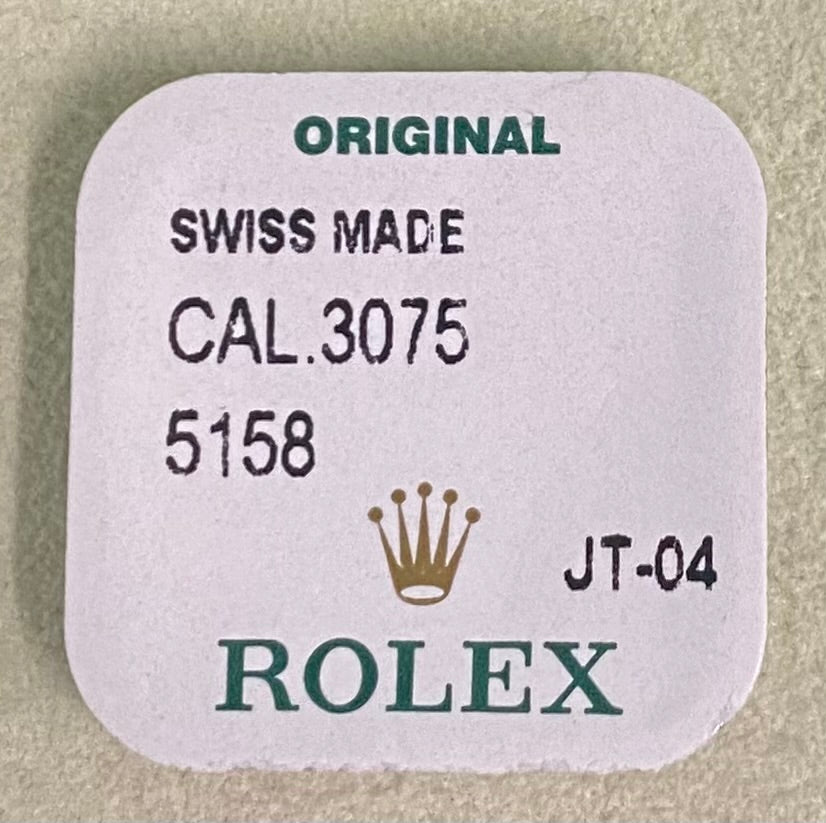 ORIGINAL
SWISS MADE
CAL.3075
5158
JT-04
ROLEX